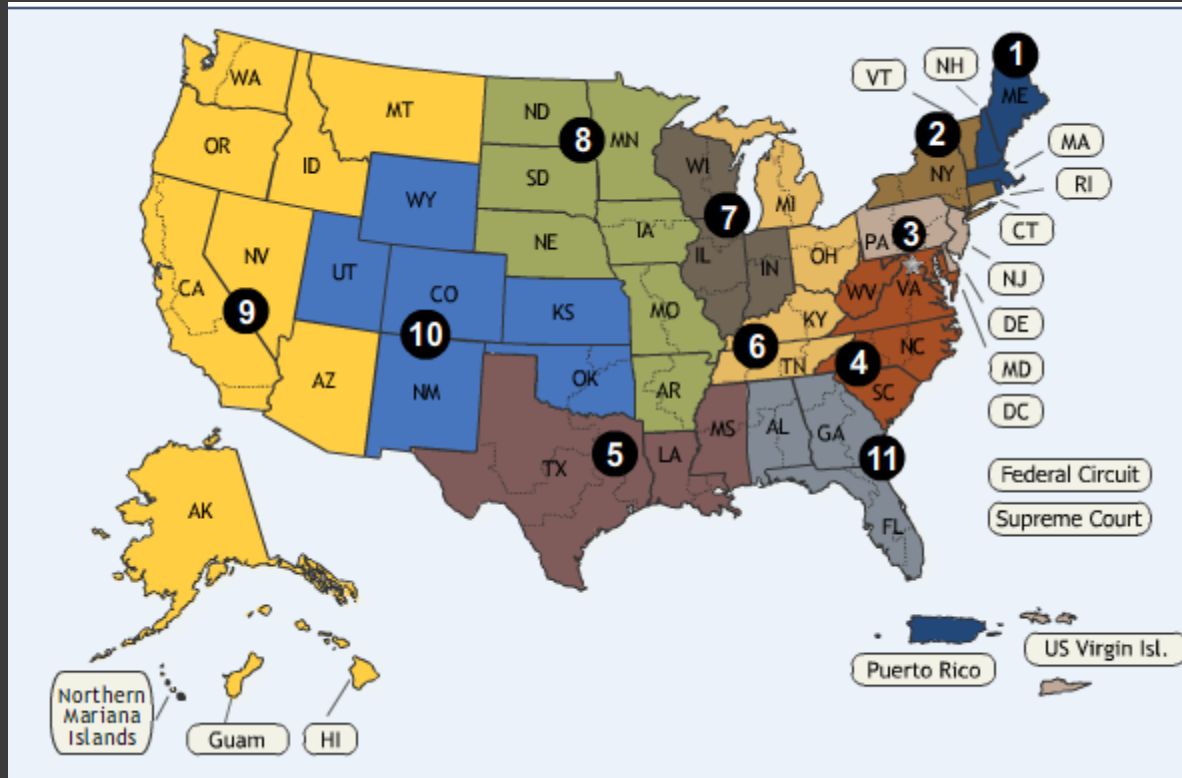 1
NH
VT
WA
ME
MT
ND
2
8
MN
MA
OR
WI
ID
NY
SD
RI
WY
MI
7
CT
IA
3
NE
PA
OH
NV
IL
IN
UT
NJ
CA
VA
WV
CO
9
MO
KS
KY
DE
10
6
NC
4
TN
MD
AZ
OK
AR
NM
SC
DC
MS
AL
GA
5
LA
11
TX
Federal Circuit
AK
Supreme Court
FL
US Virgin Isl.
Puerto Rico
Northern
Mariana
Islands
Guam
HI